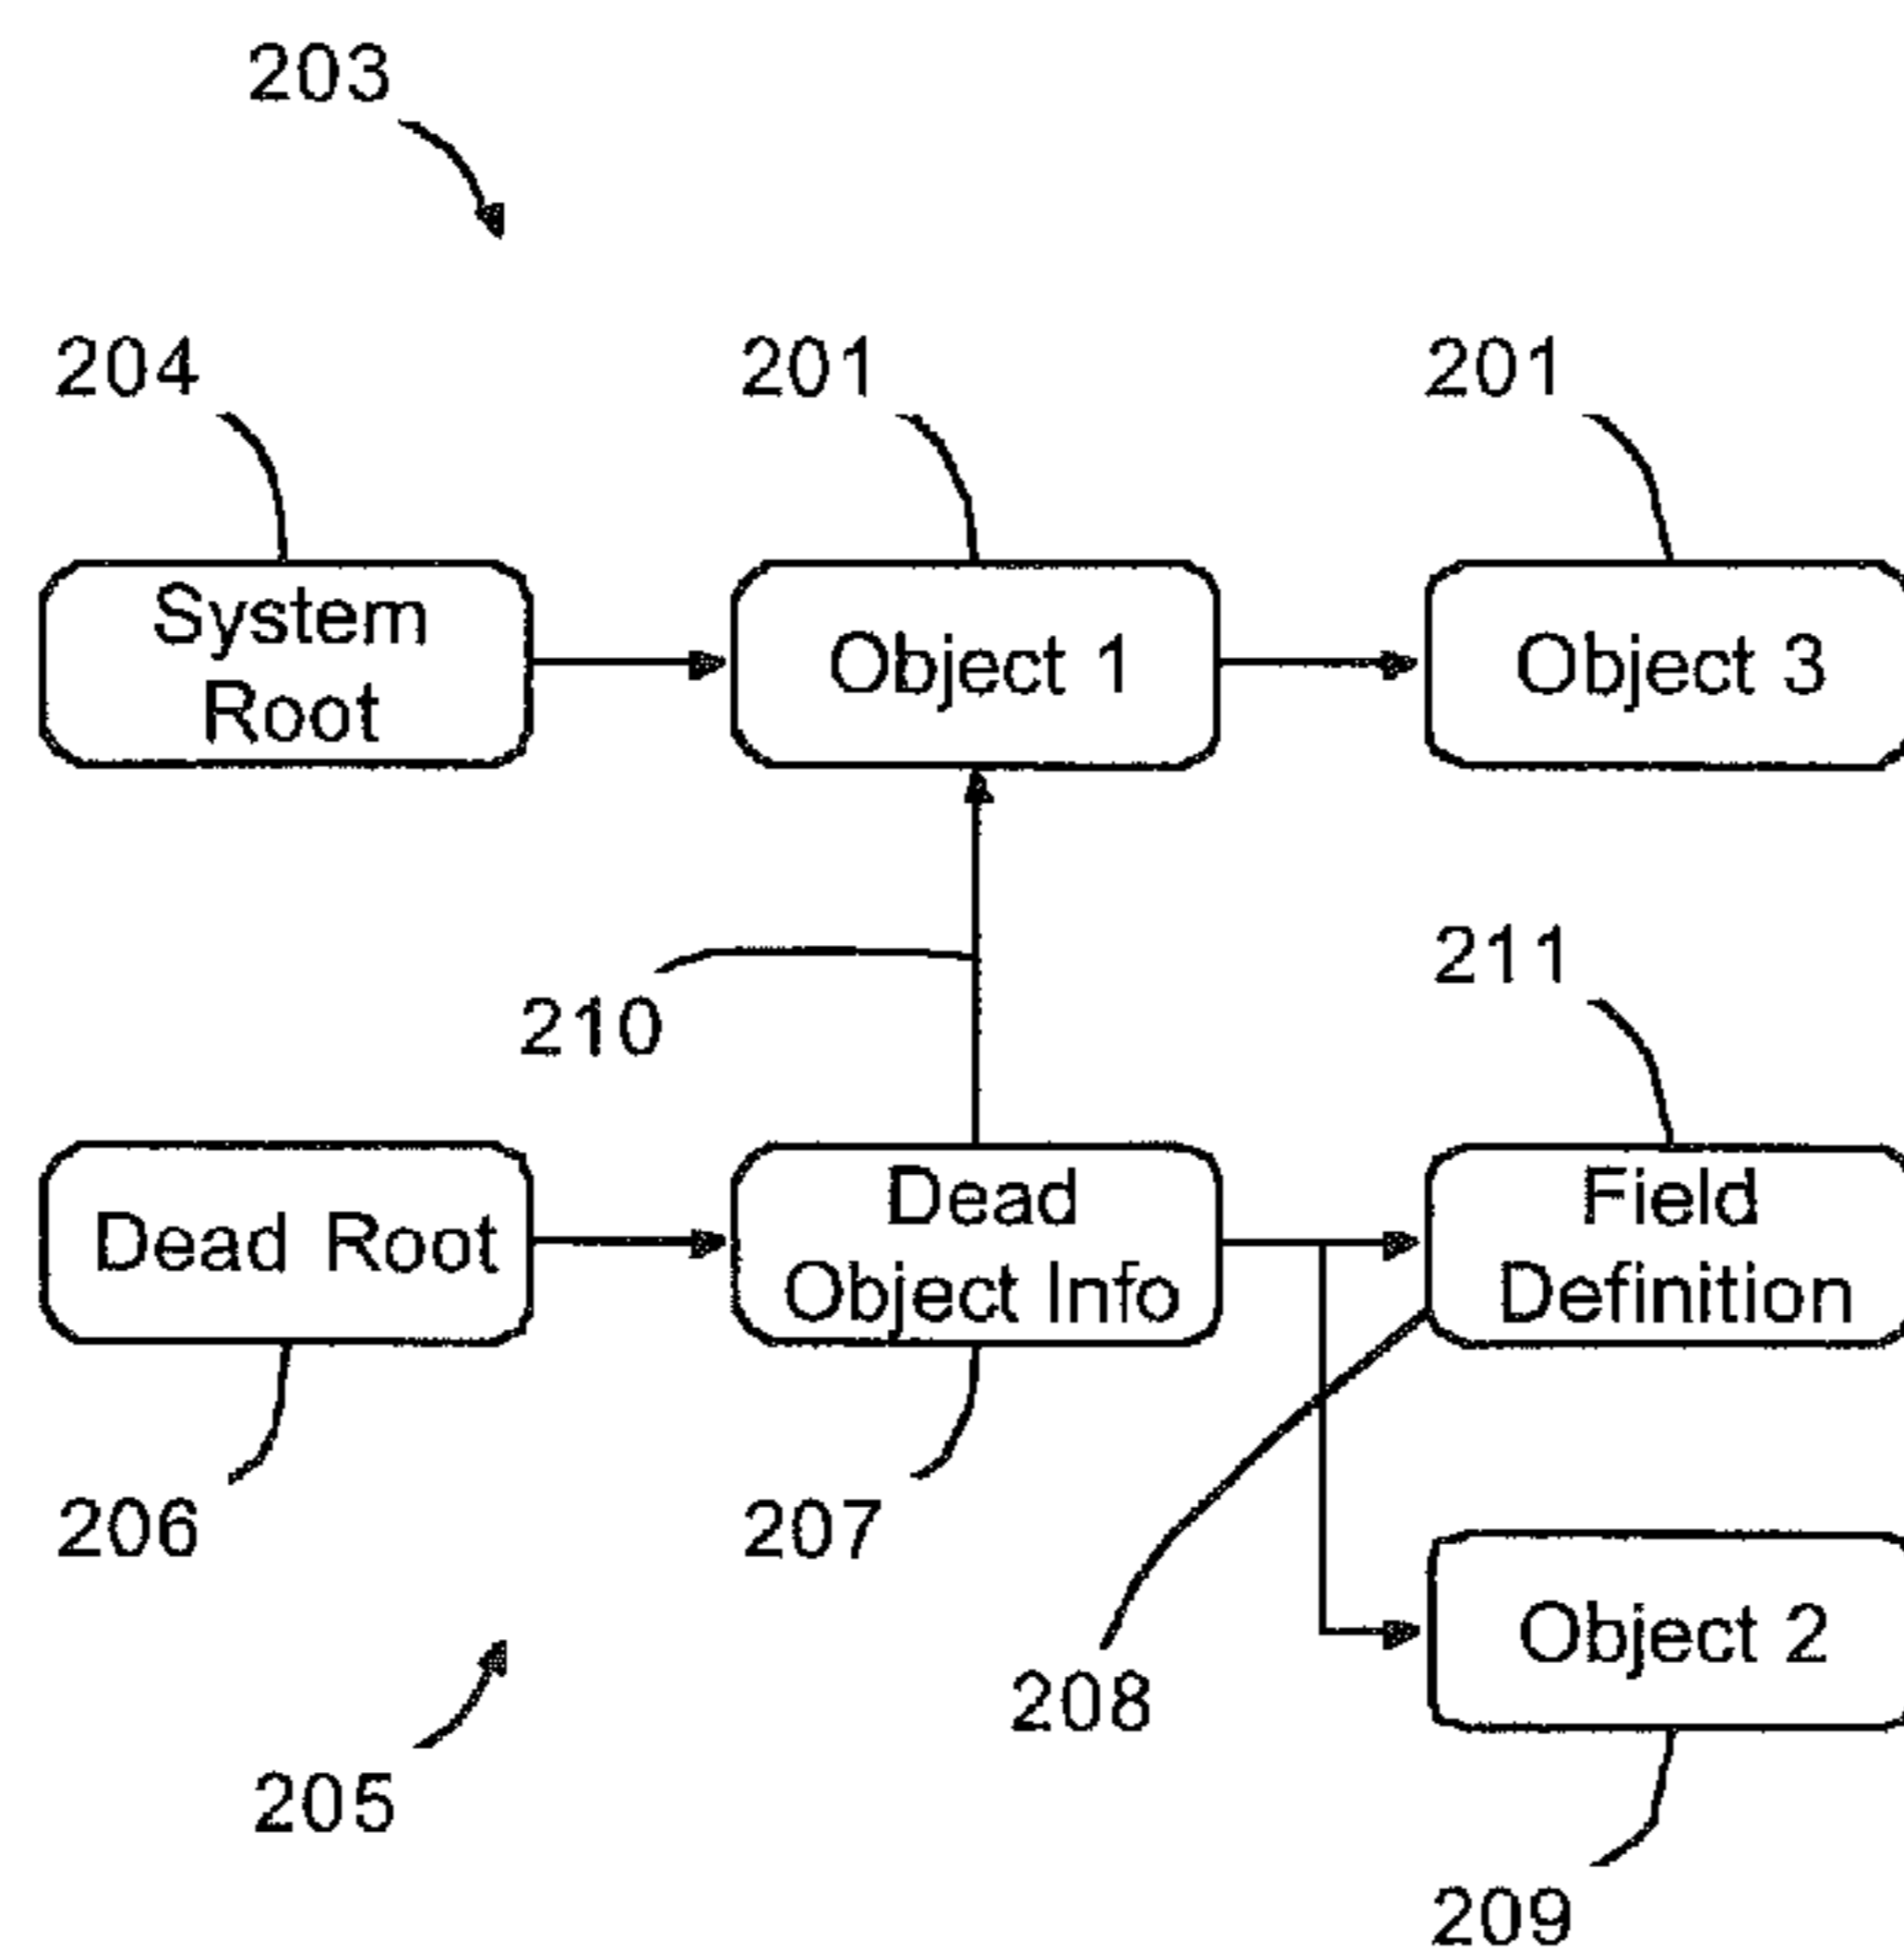 203
204
201
201
System
Root
Object 1
Object 3
210
211
Dead Root
Dead
Object Info
Field
Definition
206
207
208
Object 2
205
209